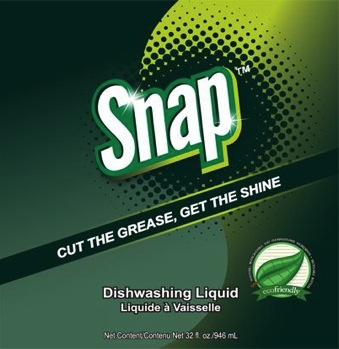 Snap™
CUT THE GREASE, GET THE SHINE
ecofriendly
Dishwashing Liquid
Liquide à Vaisselle
Net Content/Contenu Net 32 fl. oz./946 mL